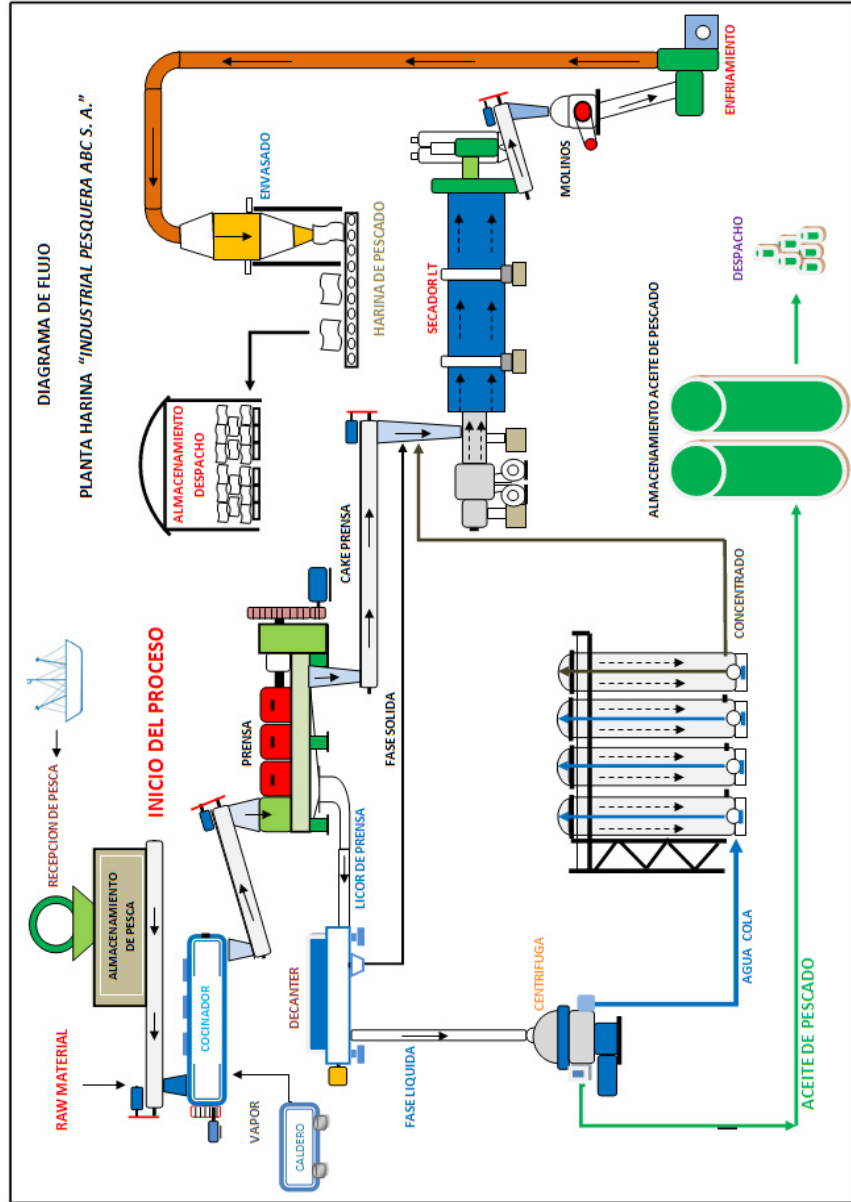 DIAGRAMA DE FLUJO
PLANTA HARINA "INDUSTRIAL PESQUERA ABC S. A."
RECEPCION DE PESCA
INICIO DEL PROCESO
ALMACENAMIENTO
DE PESCA
RAW MATERIAL
COCINADOR
VAPOR
CALDERO
PRENSA
CAKE PRENSA
LICOR DE PRENSA
DECANTER
FASE SOLIDA
FASE LIQUIDA
CENTRIFUGA
AGUA COLA
ACEITE DE PESCADO
CONCENTRADO
SECADOR LT
MOLINOS
ENFRIAMIENTO
ENVASADO
HARINA DE PESCADO
ALMACENAMIENTO
DESPACHO
ALMACENAMIENTO ACEITE DE PESCADO
DESPACHO